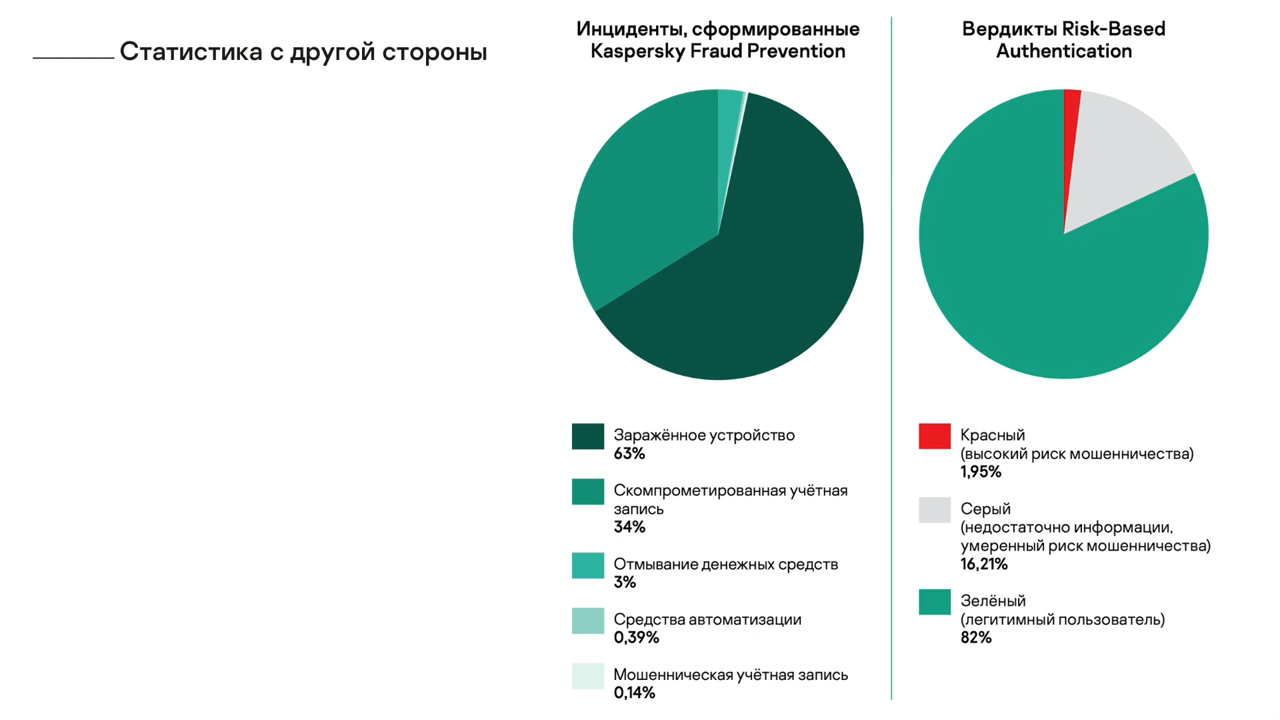 Статистика с другой стороны
Инциденты, сформированные
Kaspersky Fraud Prevention
Заражённое устройство
63%
Скомпрометированная учётная
запись
34%
Отмывание денежных средств
3%
Средства автоматизации
0,39%
Мошенническая учётная запись
0,14%
Вердикты Risk-Based
Authentication
Красный
(высокий риск мошенничества)
1,95%
Серый
(недостаточно информации,
умеренный риск мошенничества)
16,21%
Зелёный
(легитимный пользователь)
82%